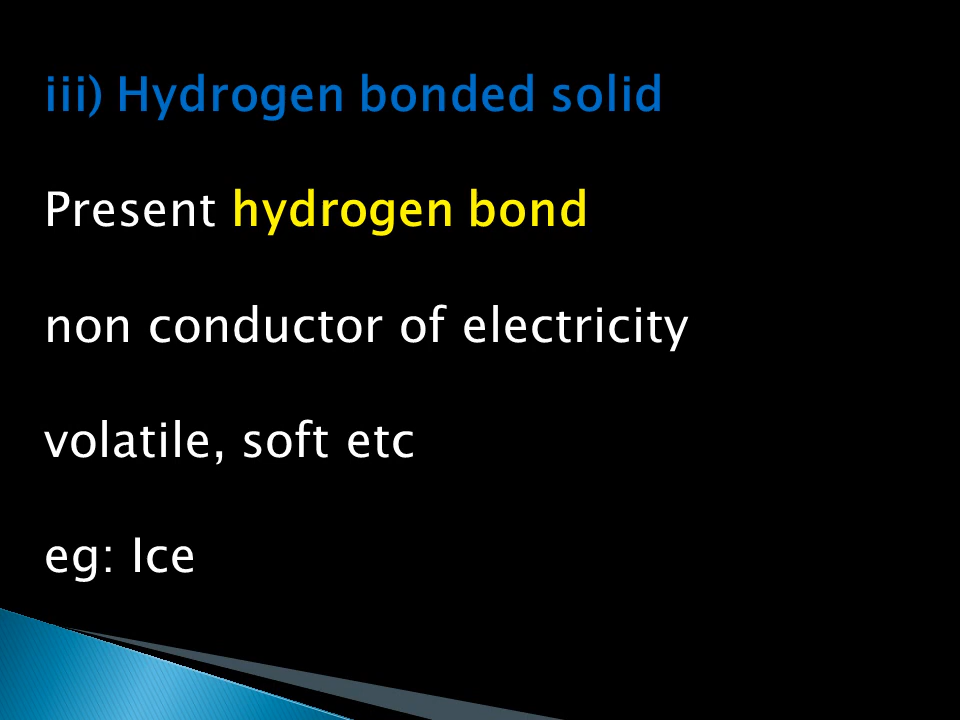 iii) Hydrogen bonded solid
Present hydrogen bond
non conductor of electricity
volatile, soft etc
eg: Ice